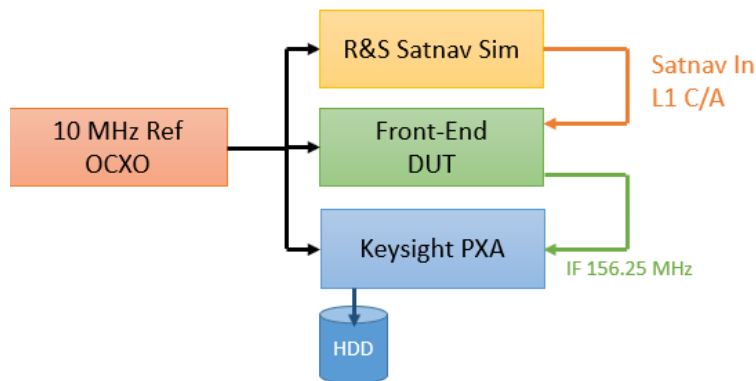 R&S Satnav Sim
Satnav In
L1 C/A
10 MHz Ref
OCXO
Front-End
DUT
Keysight PXA
IF 156.25 MHz
HDD